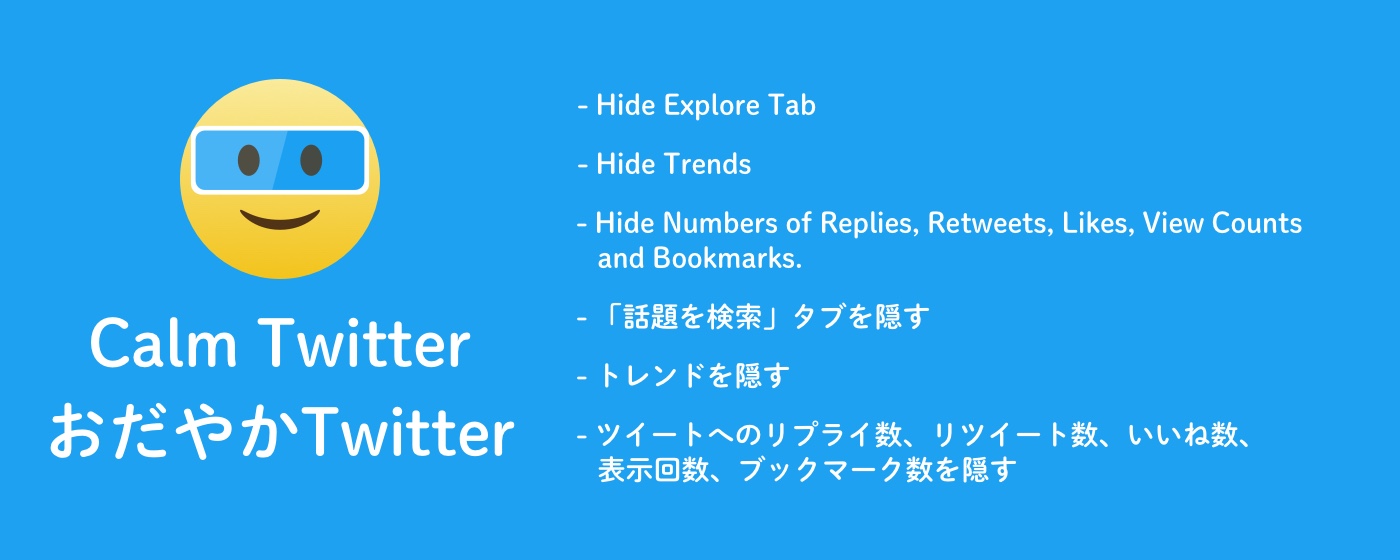 Calm Twitter
おだやかTwitter
- Hide Explore Tab
- Hide Trends
- Hide Numbers of Replies, Retweets, Likes, View Counts
and Bookmarks.
- 「話題を検索」タブを隠す
- トレンドを隠す
- ツイートへのリプライ数、リツイート数、いいね数、
表示回数、ブックマーク数を隠す